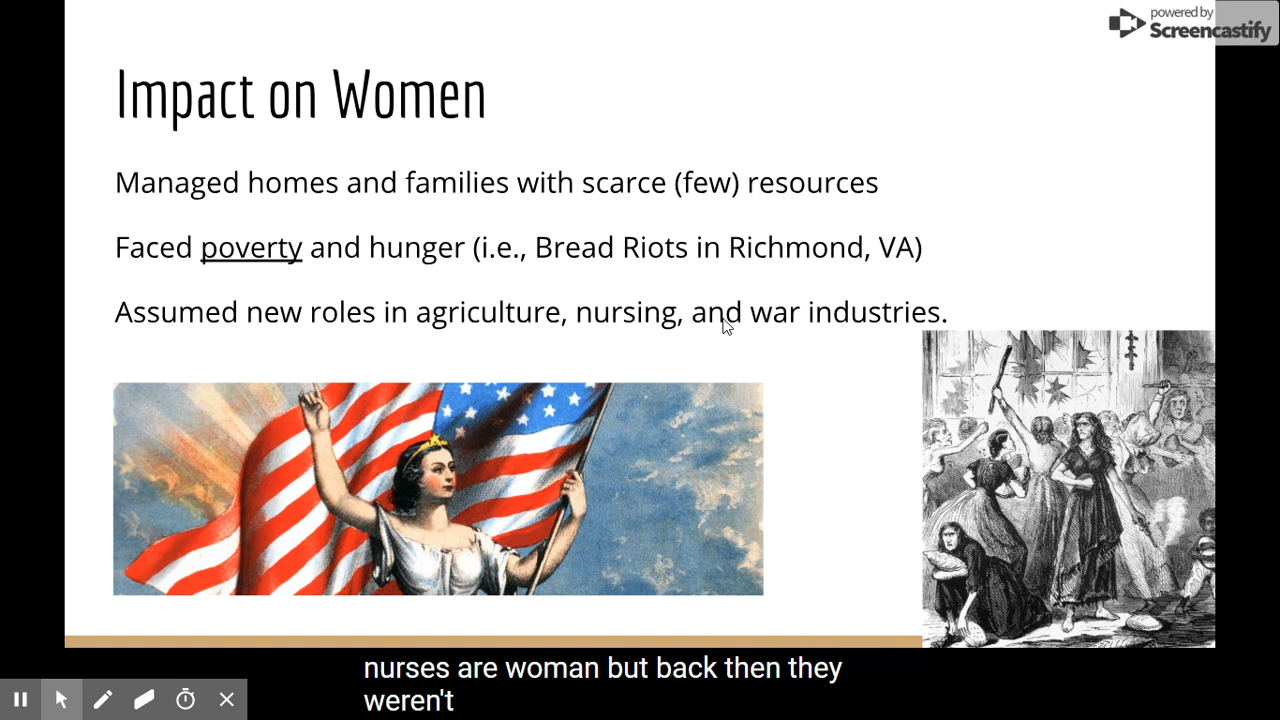 powered by
Screencastify
Impact on Women
Managed homes and families with scarce (few) resources
Faced poverty and hunger (i.e., Bread Riots in Richmond, VA)
Assumed new roles in agriculture, nursing, and war industries.
nurses are woman but back then they
weren't